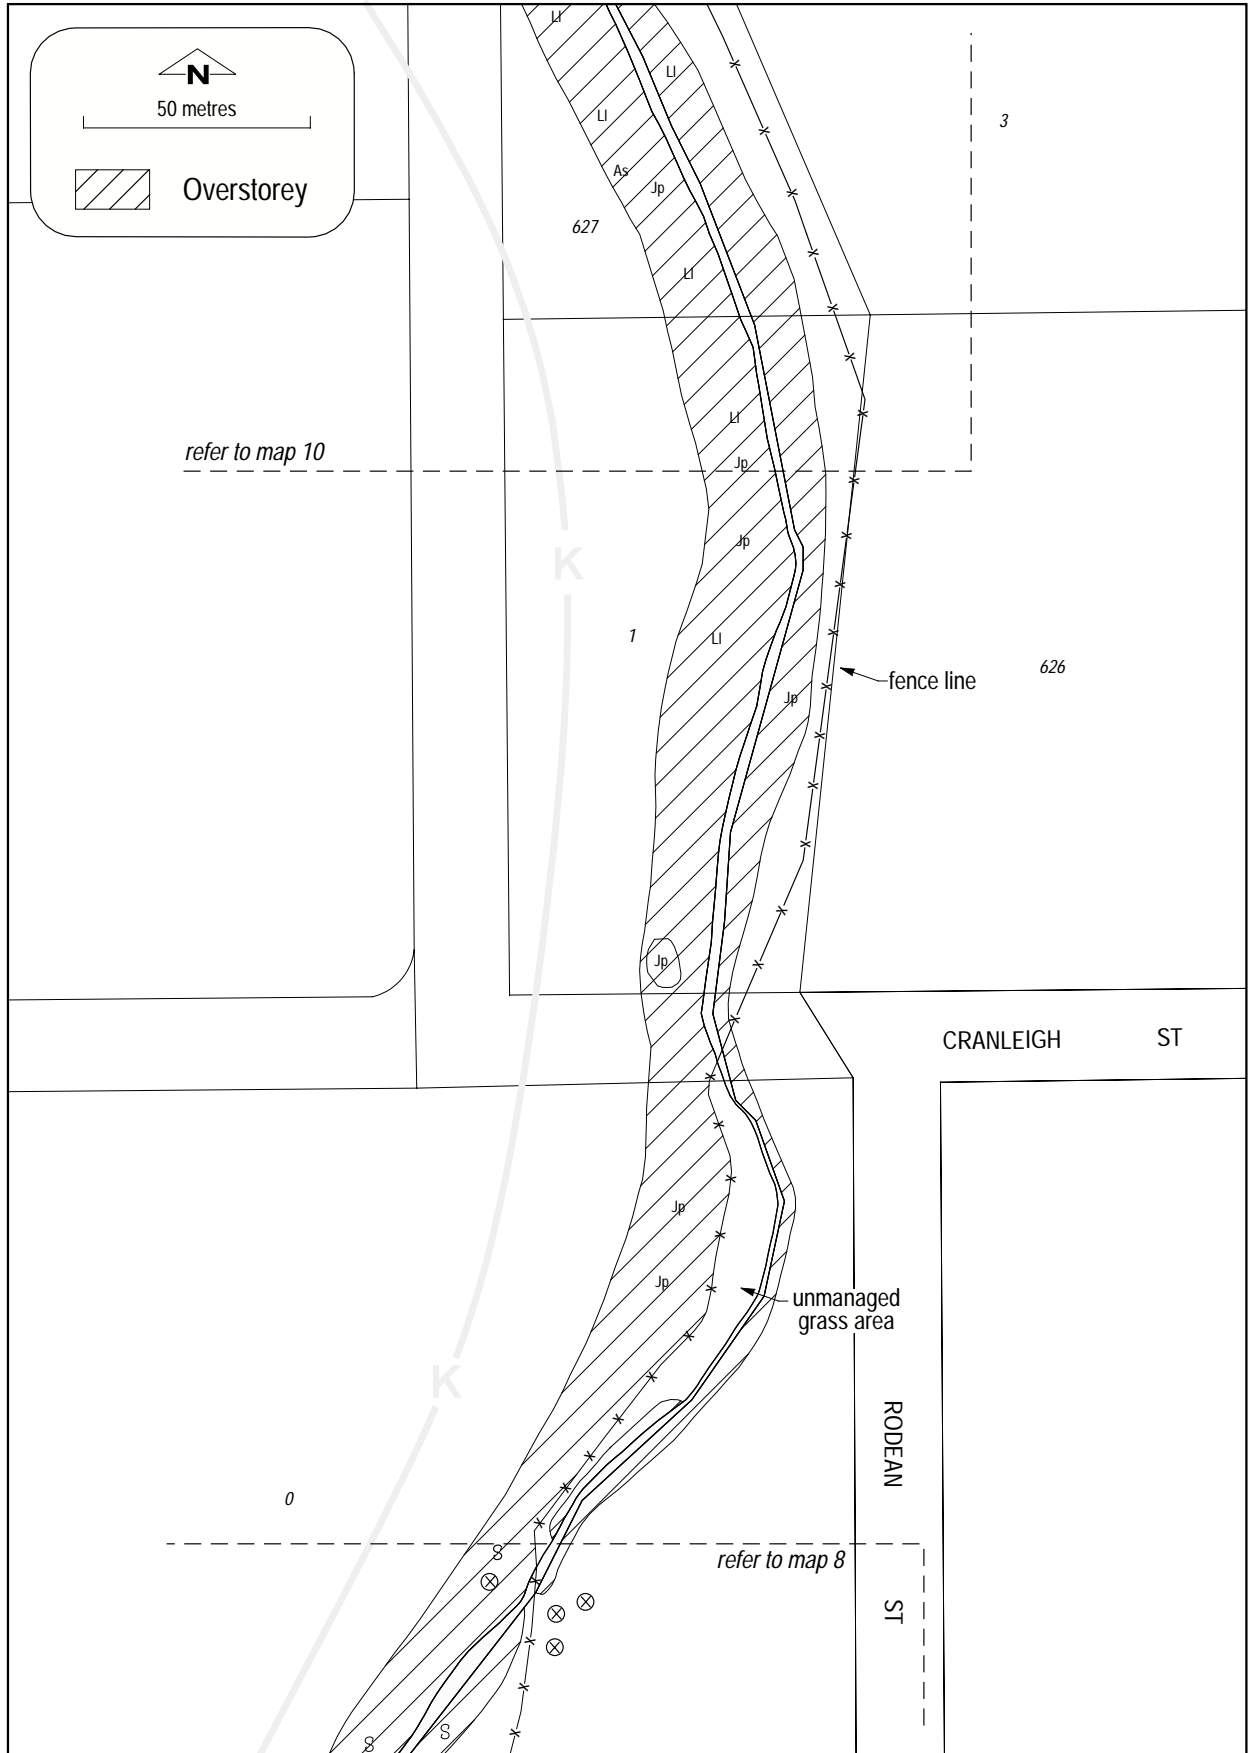 Ll
N
50 metres
Ll
Ll
3
As
Overstorey
Jp
627
Ll
Ll
refer to map 10
Jp
Jp
K
1
Ll
626
fence line
Jp
Jp
CRANLEIGH ST
Jp
Jp
unmanaged
grass area
K
RODEAN ST
0
S
refer to map 8
S
S